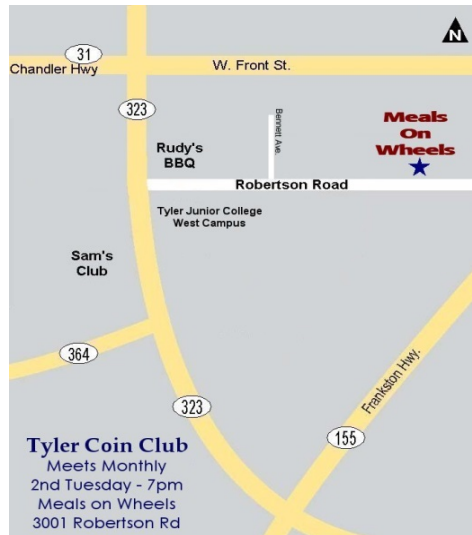 N
31
Chandler Hwy
W. Front St.
323
Bennett Ave.
Meals
On
Wheels
Rudy's
BBQ
Robertson Road
Tyler Junior College
West Campus
Sam's
Club
364
323
Frankston Hwy.
155
Tyler Coin Club
Meets Monthly
2nd Tuesday - 7pm
Meals on Wheels
3001 Robertson Rd